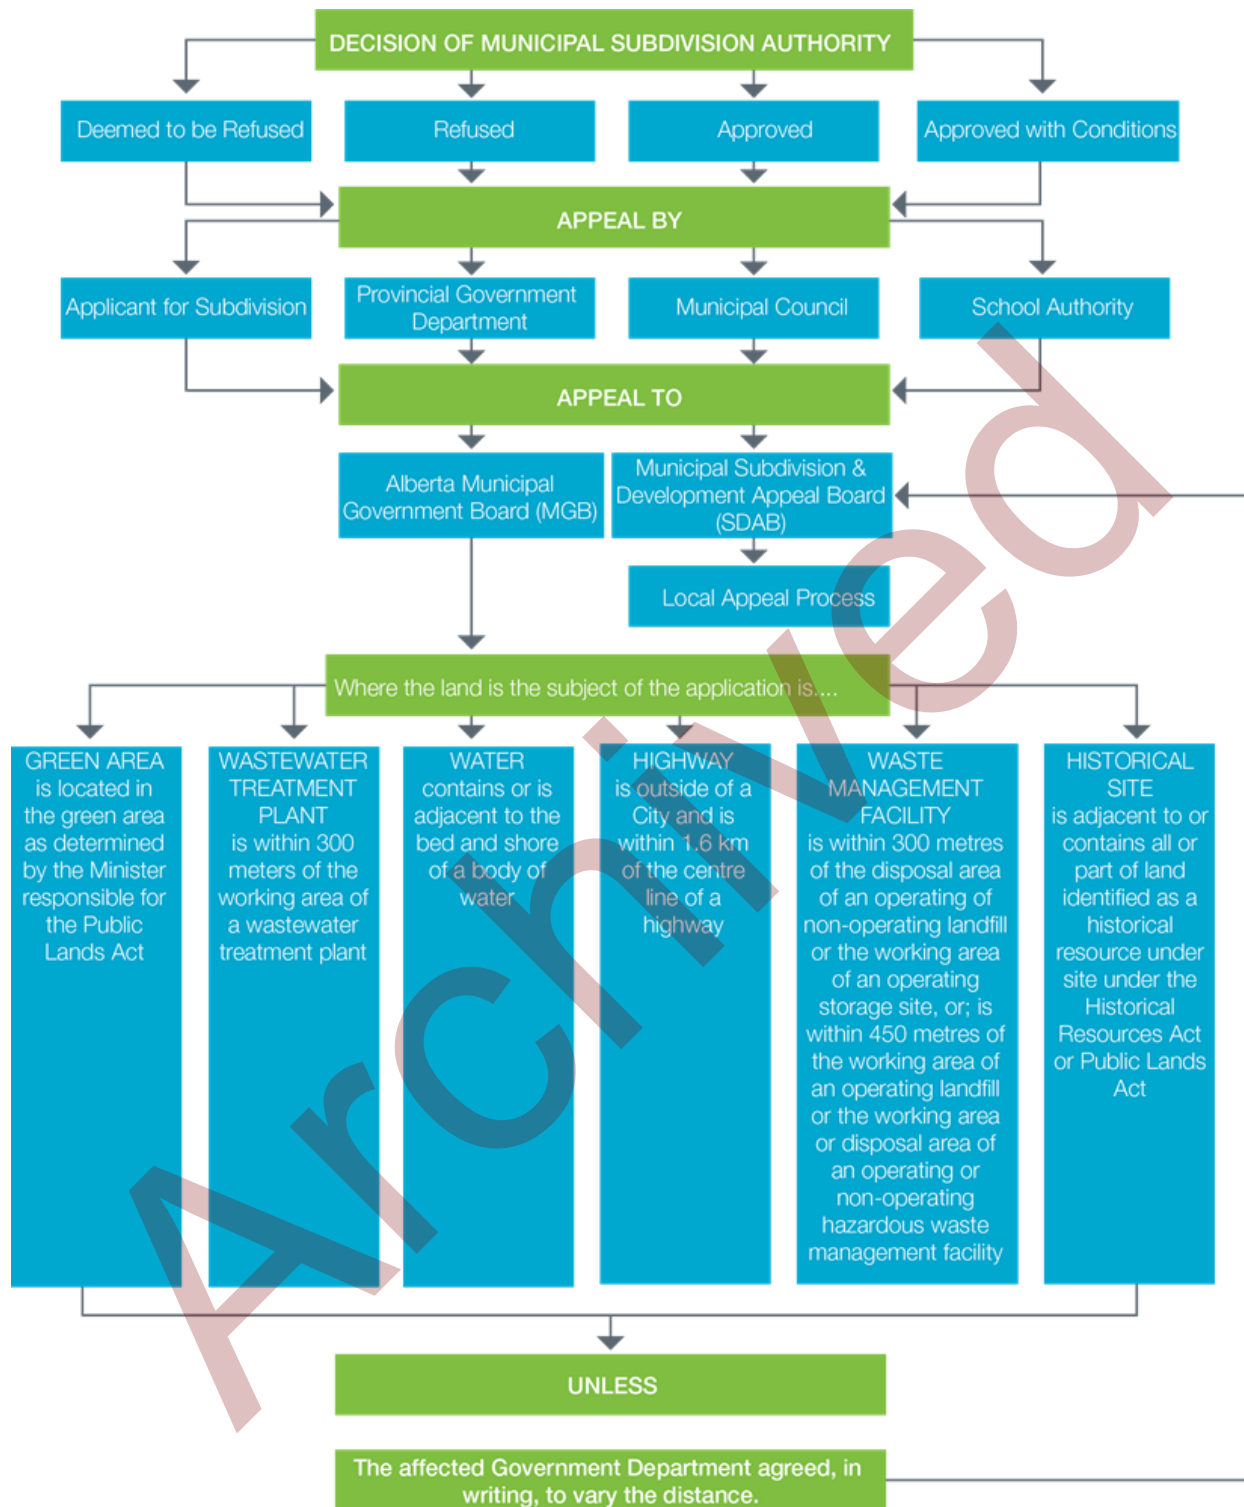 DECISION OF MUNICIPAL SUBDIVISION AUTHORITY
Deemed to be Refused
Refused
Approved
Approved with Conditions
APPEAL BY
Applicant for Subdivision
Provincial Government
Department
Municipal Council
School Authority
APPEAL TO
Alberta Municipal
Government Board (MGB)
Municipal Subdivision &
Development Appeal Board
(SDAB)
Local Appeal Process
Where the land is the subject of the application is....
GREEN AREA
is located in
the green area
as determined
by the Minister
responsible for
the Public
Lands Act
WASTEWATER
TREATMENT
PLANT
is within 300
meters of the
working area of
a wastewater
treatment plant
WATER
contains or is
adjacent to the
bed and shore
of a body of
water
HIGHWAY
is outside of a
City and is
within 1.6 km
of the centre
line of a
highway
WASTE
MANAGEMENT
FACILITY
is within 300 metres
of the disposal area
of an operating of
non-operating landfill
or the working area
of an operating
storage site, or; is
within 450 metres of
the working area of
an operating landfill
or the working area
or disposal area of
an operating or
non-operating
hazardous waste
management facility
HISTORICAL
SITE
is adjacent to or
contains all or
part of land
identified as a
historical
resource under
site under the
Historical
Resources Act
or Public Lands
Act
UNLESS
The affected Government Department agreed, in
writing, to vary the distance.
Archived